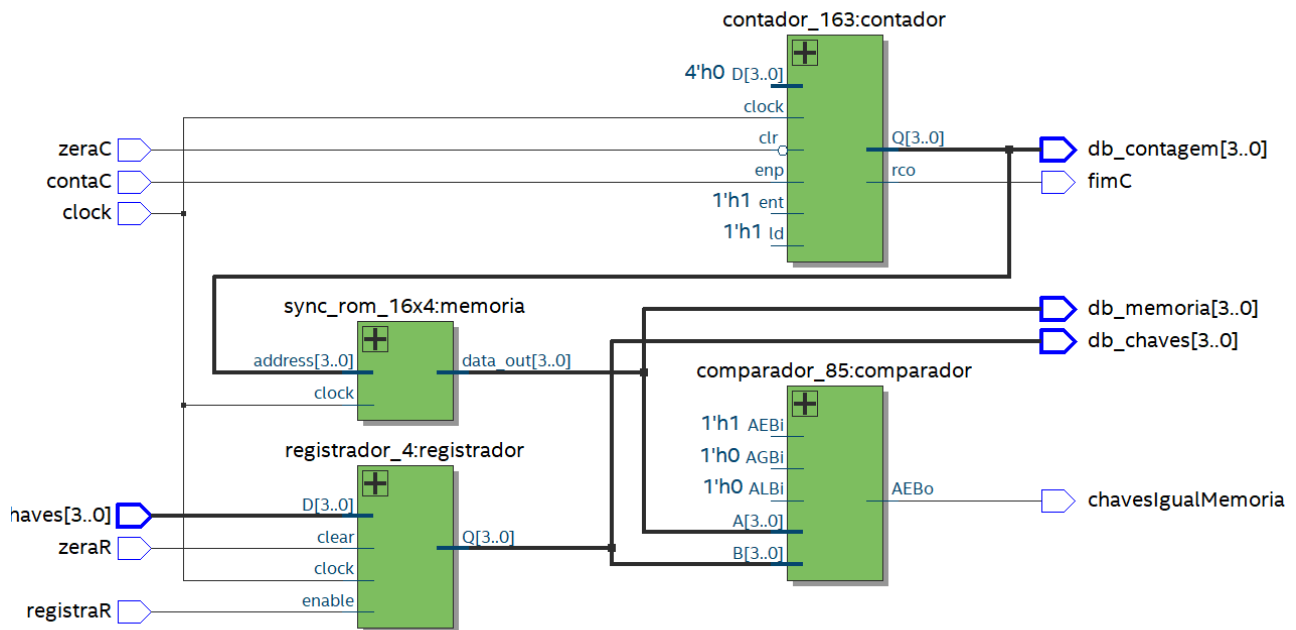 contador_163:contador
4'h0 D[3..0]
clock
zeraC
clr
Q[3..0]
db_contagem[3..0]
contaC
enp
rco
fimC
clock
1'h1 ent
1'h1 ld
sync_rom_16x4:memoria
db_memoria[3..0]
db_chaves[3..0]
address[3..0]
data_out[3..0]
clock
comparador_85:comparador
1'h1 AEBi
registrador_4:registrador
1'h0 AGBi
1'h0 ALBi
AEBo
chavesIgualMemoria
haves[3..0]
D[3..0]
A[3..0]
zeraR
clear
Q[3..0]
B[3..0]
clock
registraR
enable